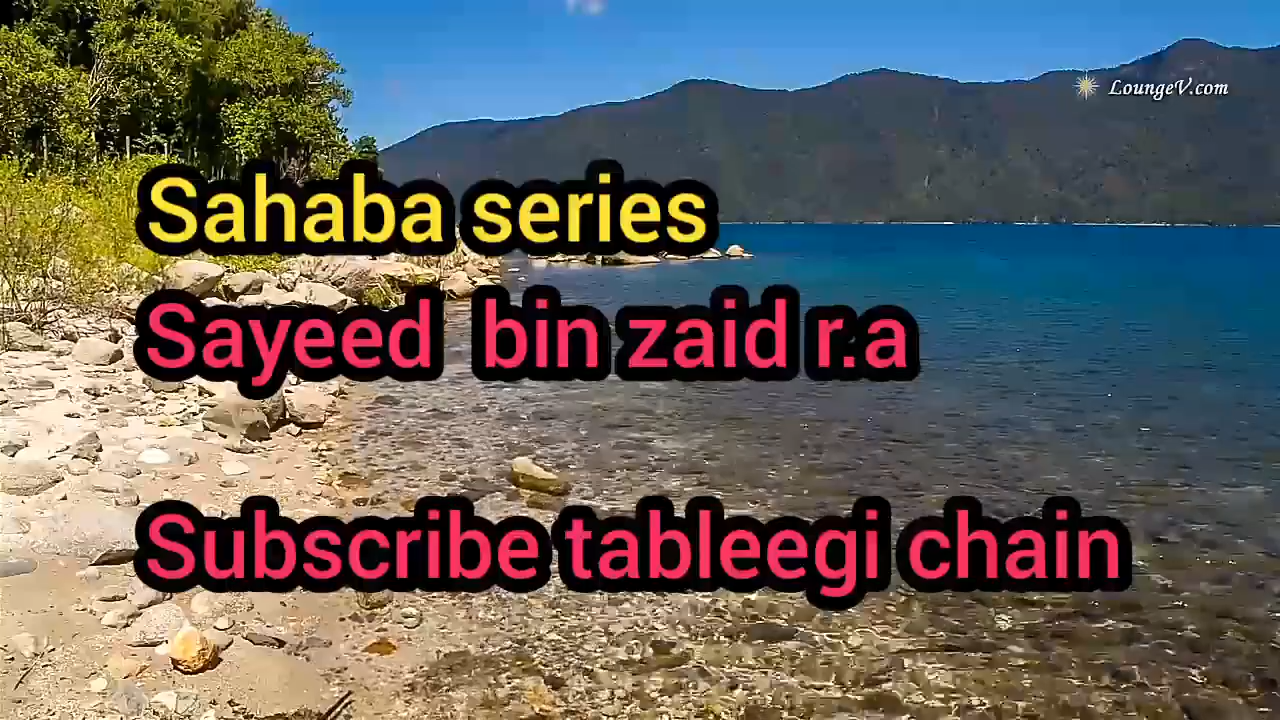 LoungeV.com
Sahaba series
Sayeed bin zaid r.a
Subscribe tableegi chain